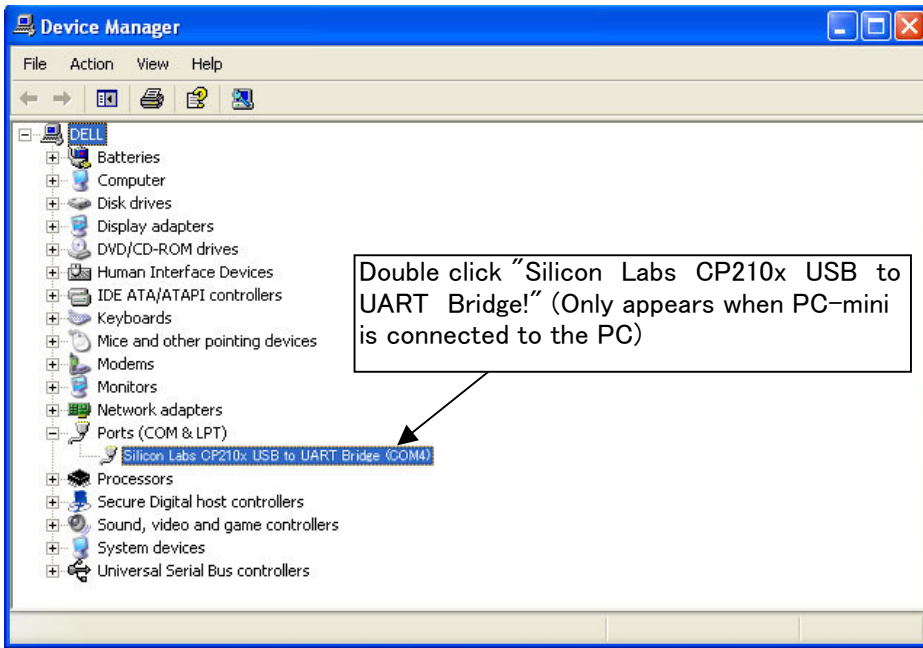 Device Manager
File Action View Help
DELL
Batteries
Computer
Disk drives
Display adapters
DVD/CD-ROM drives
Human Interface Devices
IDE ATA/ATAPI controllers
Keyboards
Mice and other pointing devices
Modems
Monitors
Network adapters
Ports (COM & LPT)
Silicon Labs CP210x USB to UART Bridge (COM4)
Processors
Secure Digital host controllers
Sound, video and game controllers
System devices
Universal Serial Bus controllers
Double click "Silicon Labs CP210x USB to
UART Bridge!" (Only appears when PC-mini
is connected to the PC)